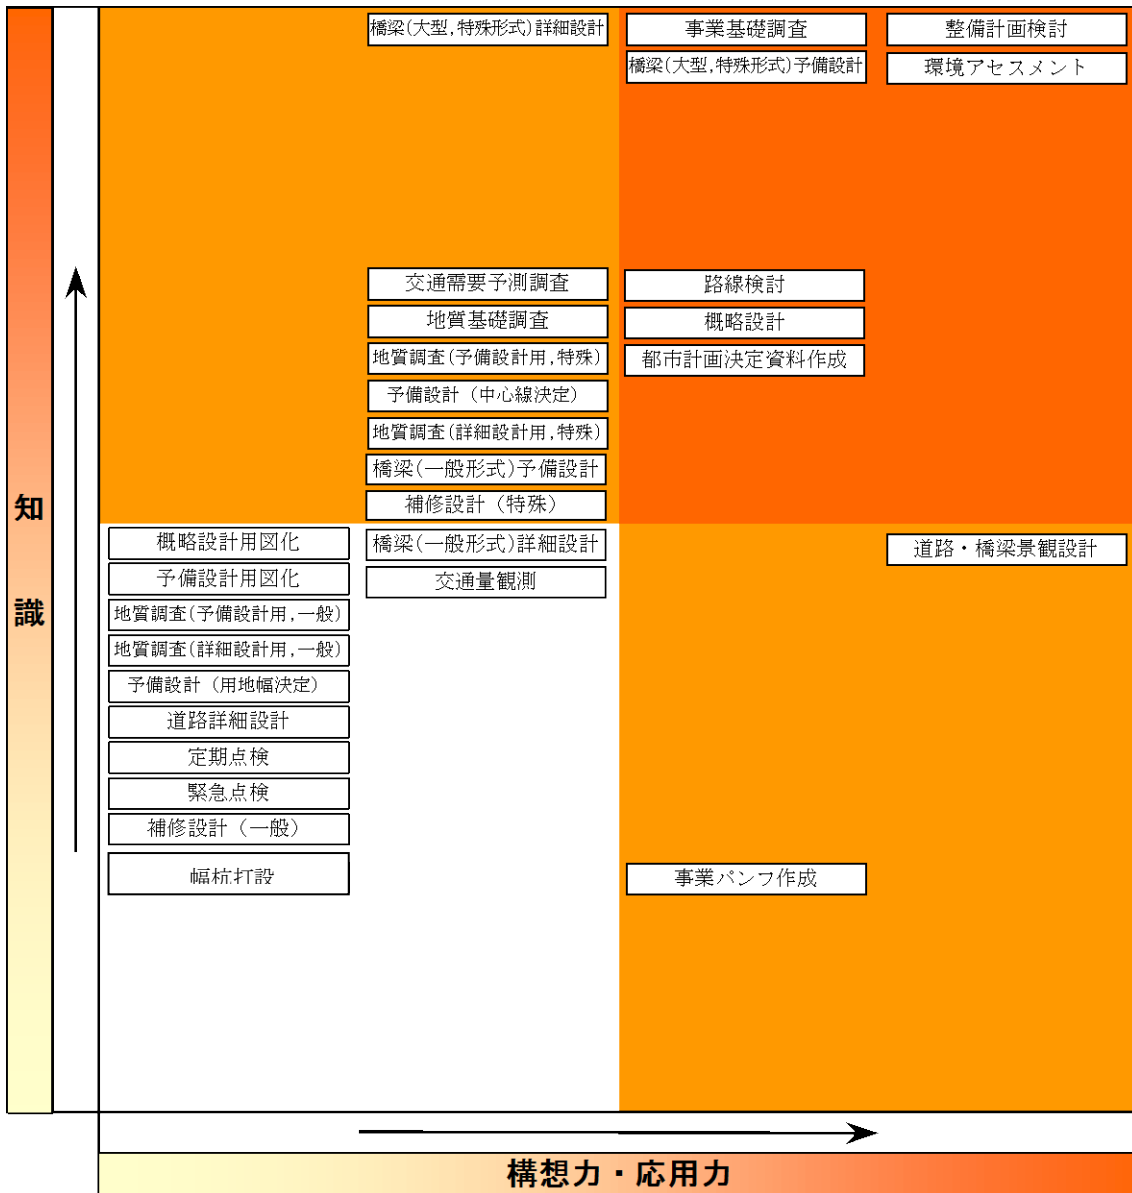 橋梁(大型,特殊形式)詳細設計
事業基礎調査
整備計画検討
橋梁(大型,特殊形式)予備設計
環境アセスメント
交通需要予測調査
路線検討
地質基礎調査
概略設計
地質調査(予備設計用,特殊)
都市計画決定資料作成
予備設計(中心線決定)
地質調査(詳細設計用,特殊)
橋梁(一般形式)予備設計
補修設計(特殊)
知識
概略設計用図化
橋梁(一般形式)詳細設計
道路・橋梁景観設計
予備設計用図化
交通量観測
地質調査(予備設計用,一般)
地質調査(詳細設計用,一般)
予備設計(用地幅決定)
道路詳細設計
定期点検
緊急点検
補修設計(一般)
幅杭打設
事業パンフ作成
構想力・応用力